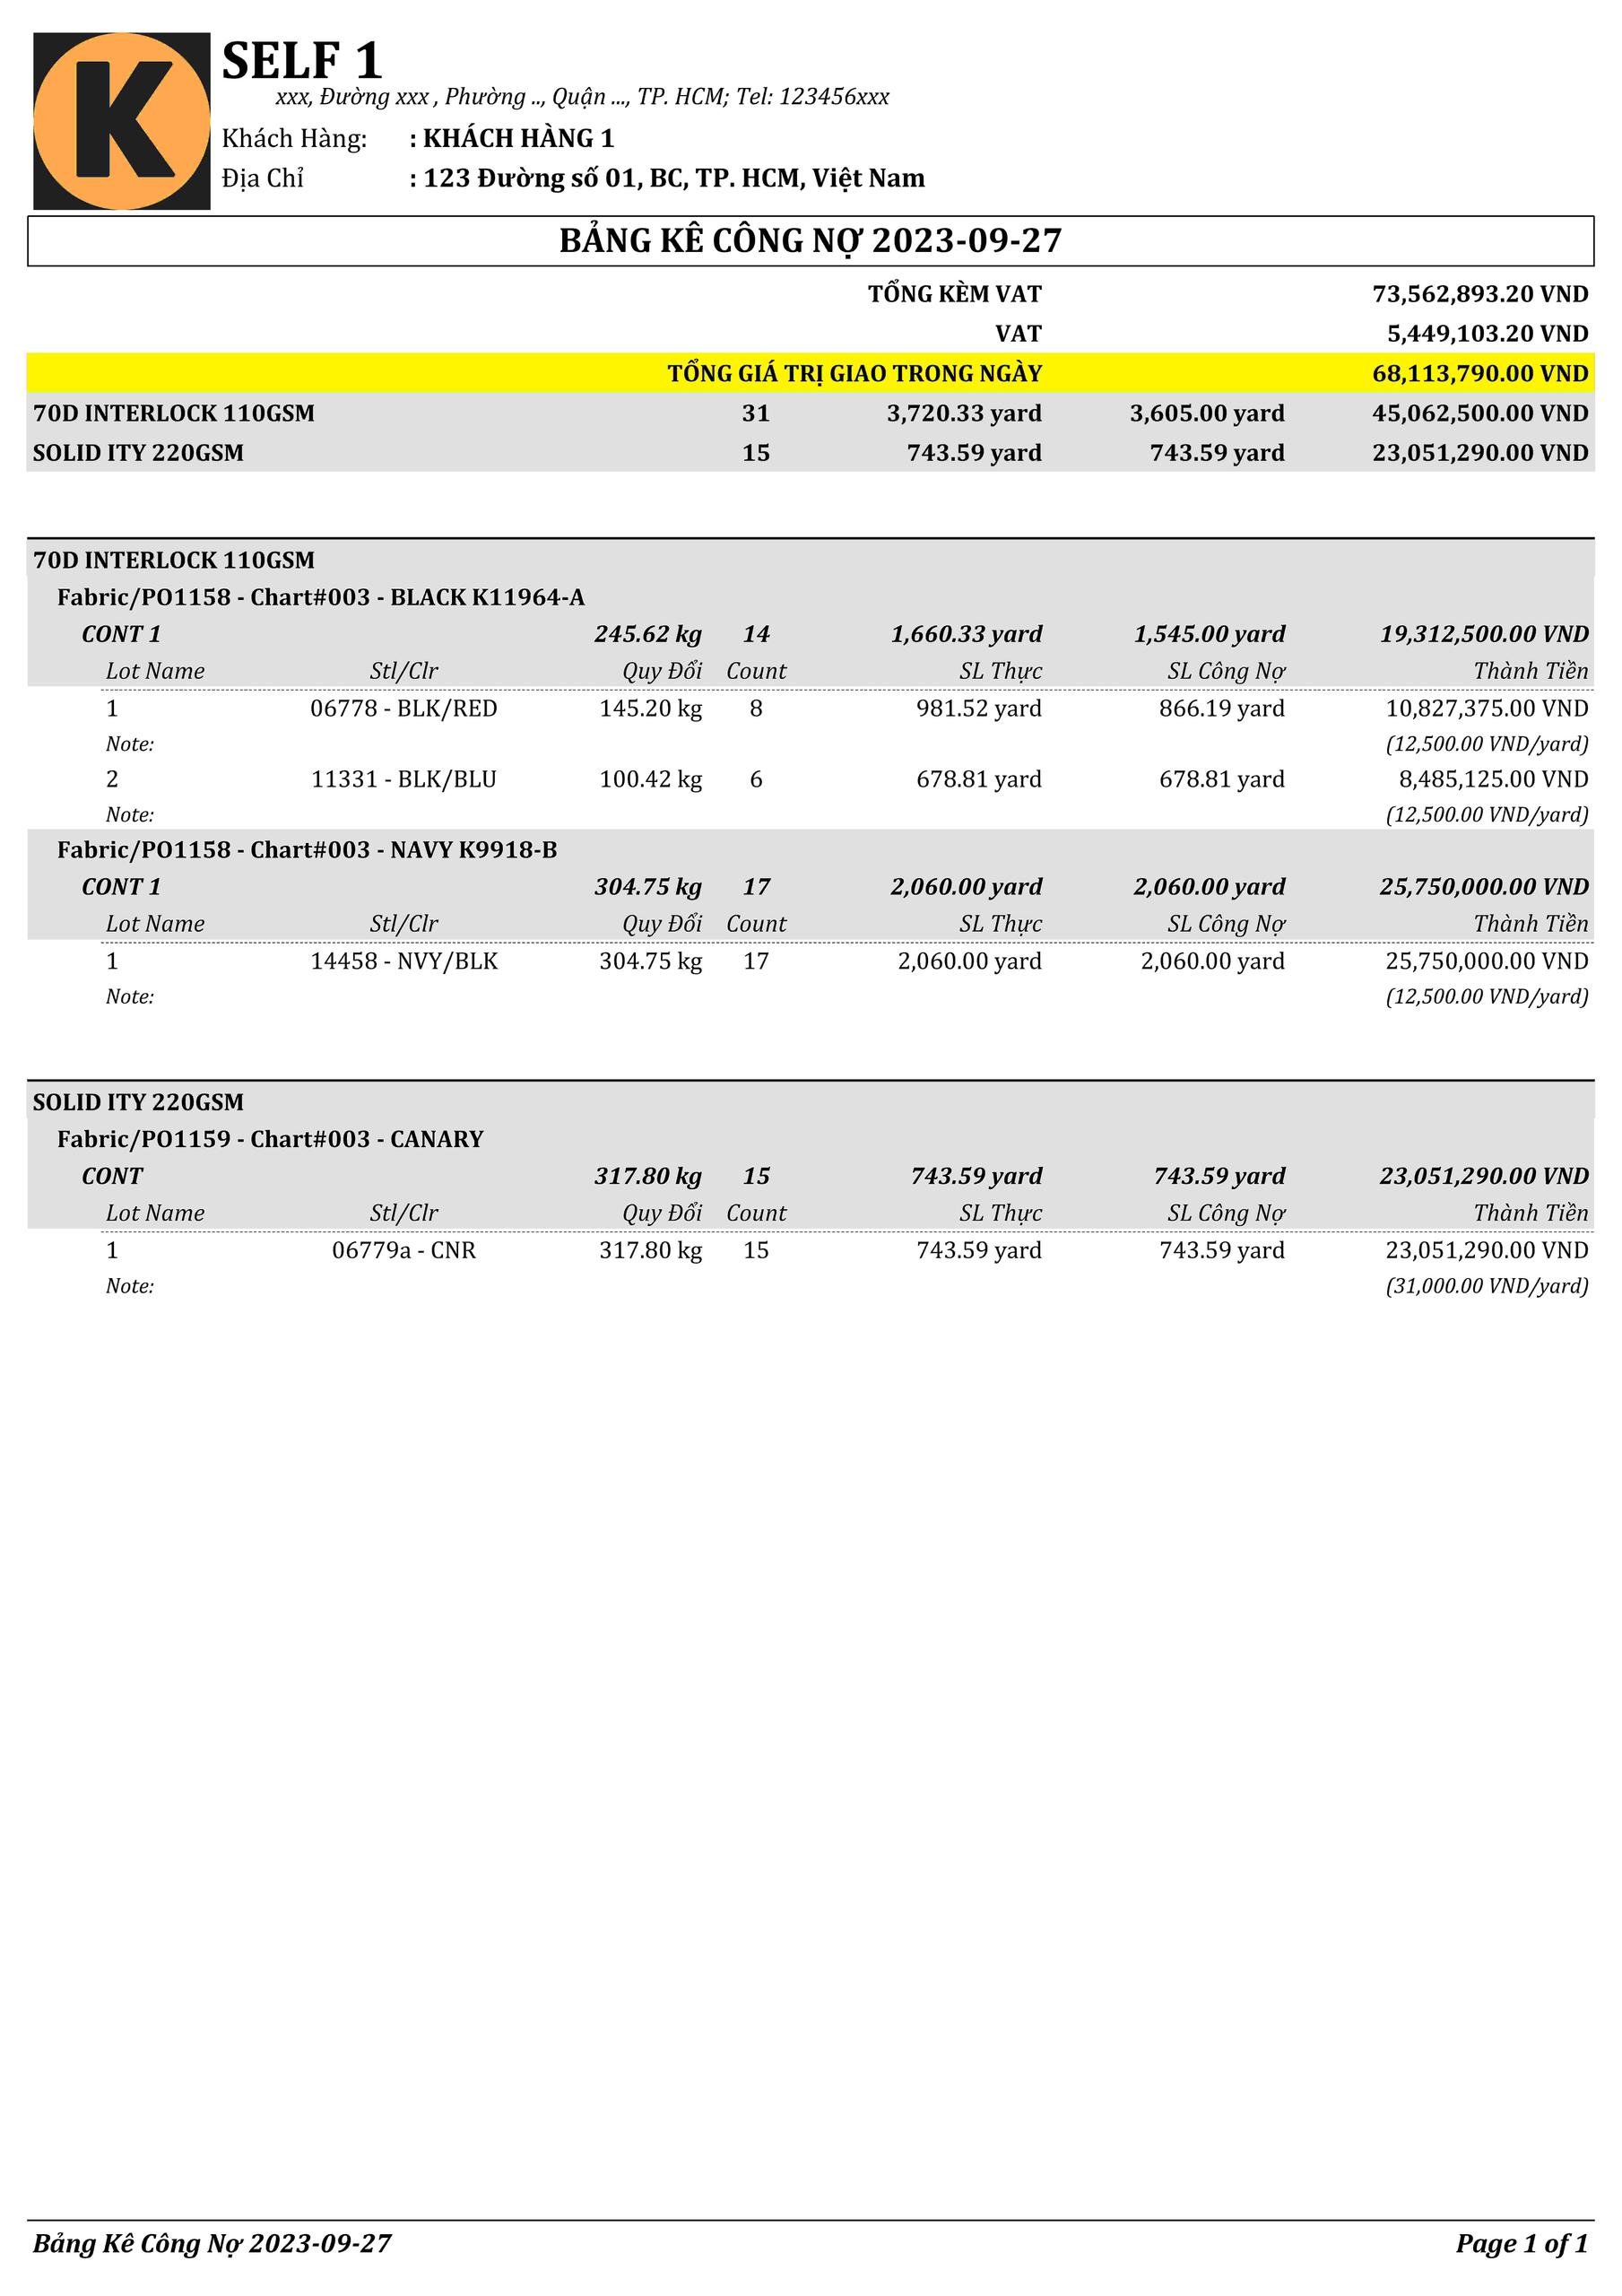 K
SELF 1
xxx, Đường xxx , Phường .., Quận ..., TP. HCM; Tel: 123456xxx
Khách Hàng: : KHÁCH HÀNG 1
Địa Chỉ : 123 Đường số 01, BC, TP. HCM, Việt Nam
BẢNG KÊ CÔNG NỢ 2023-09-27
TỔNG KÈM VAT 73,562,893.20 VND
VAT 5,449,103.20 VND
TỔNG GIÁ TRỊ GIAO TRONG NGÀY 68,113,790.00 VND
70D INTERLOCK 110GSM 31 3,720.33 yard 3,605.00 yard 45,062,500.00 VND
SOLID ITY 220GSM 15 743.59 yard 743.59 yard 23,051,290.00 VND
70D INTERLOCK 110GSM
Fabric/PO1158 - Chart#003 - BLACK K11964-A
CONT 1 245.62 kg 14 1,660.33 yard 1,545.00 yard 19,312,500.00 VND
Lot Name Stl/Clr Quy Đổi Count SL Thực SL Công Nợ Thành Tiền
1 06778 - BLK/RED 145.20 kg 8 981.52 yard 866.19 yard 10,827,375.00 VND
Note: (12,500.00 VND/yard)
2 11331 - BLK/BLU 100.42 kg 6 678.81 yard 678.81 yard 8,485,125.00 VND
Note: (12,500.00 VND/yard)
Fabric/PO1158 - Chart#003 - NAVY K9918-B
CONT 1 304.75 kg 17 2,060.00 yard 2,060.00 yard 25,750,000.00 VND
Lot Name Stl/Clr Quy Đổi Count SL Thực SL Công Nợ Thành Tiền
1 14458 - NVY/BLK 304.75 kg 17 2,060.00 yard 2,060.00 yard 25,750,000.00 VND
Note: (12,500.00 VND/yard)
SOLID ITY 220GSM
Fabric/PO1159 - Chart#003 - CANARY
CONT 317.80 kg 15 743.59 yard 743.59 yard 23,051,290.00 VND
Lot Name Stl/Clr Quy Đổi Count SL Thực SL Công Nợ Thành Tiền
1 06779a - CNR 317.80 kg 15 743.59 yard 743.59 yard 23,051,290.00 VND
Note: (31,000.00 VND/yard)
Bảng Kê Công Nợ 2023-09-27 Page 1 of 1